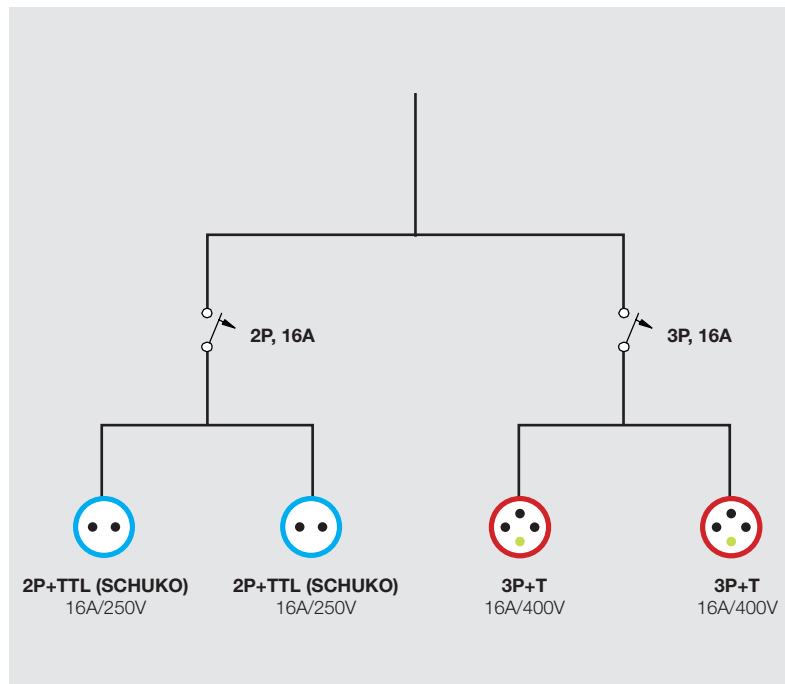 2P, 16A
3P, 16A
2P+TTL (SCHUKO)
16A/250V
2P+TTL (SCHUKO)
16A/250V
3P+T
16A/400V
3P+T
16A/400V